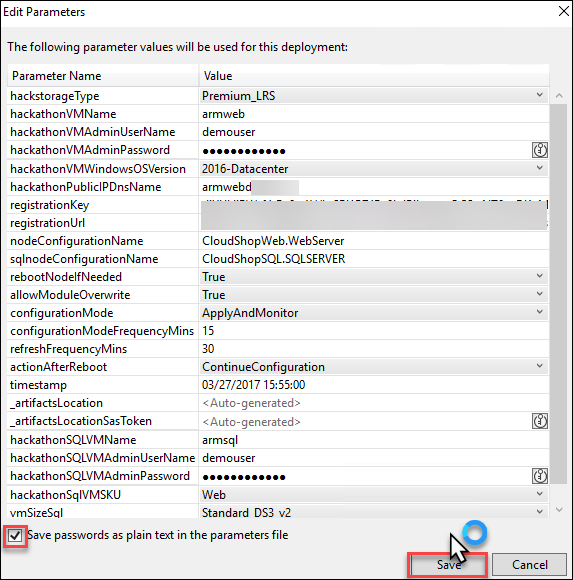 Edit Parameters
The following parameter values will be used for this deployment:
Parameter Name Value
hackstorageType Premium_LRS
hackathonVMName armweb
hackathonVMAdminUserName demouser
hackathonVMAdminPassword ●●●●●●●●●●●●
hackathonVMWindowsOSVersion 2016-Datacenter
hackathonPublicIPDnsName armwebd
registrationKey
registrationUrl
nodeConfigurationName CloudShopWeb.WebServer
sqlnodeConfigurationName CloudShopSQL.SQLSERVER
rebootNodeIfNeeded True
allowModuleOverwrite True
configurationMode ApplyAndMonitor
configurationModeFrequencyMins 15
refreshFrequencyMins 30
actionAfterReboot ContinueConfiguration
timestamp 03/27/2017 15:55:00
_artifactsLocation <Auto-generated>
_artifactsLocationSasToken <Auto-generated>
hackathonSQLVMName armsql
hackathonSQLVMAdminUserName demouser
hackathonSQLVMAdminPassword ●●●●●●●●●●●●
hackathonSqlVMSKU Web
vmSizeSql Standard_DS3_v2
Save passwords as plain text in the parameters file
Save Cancel